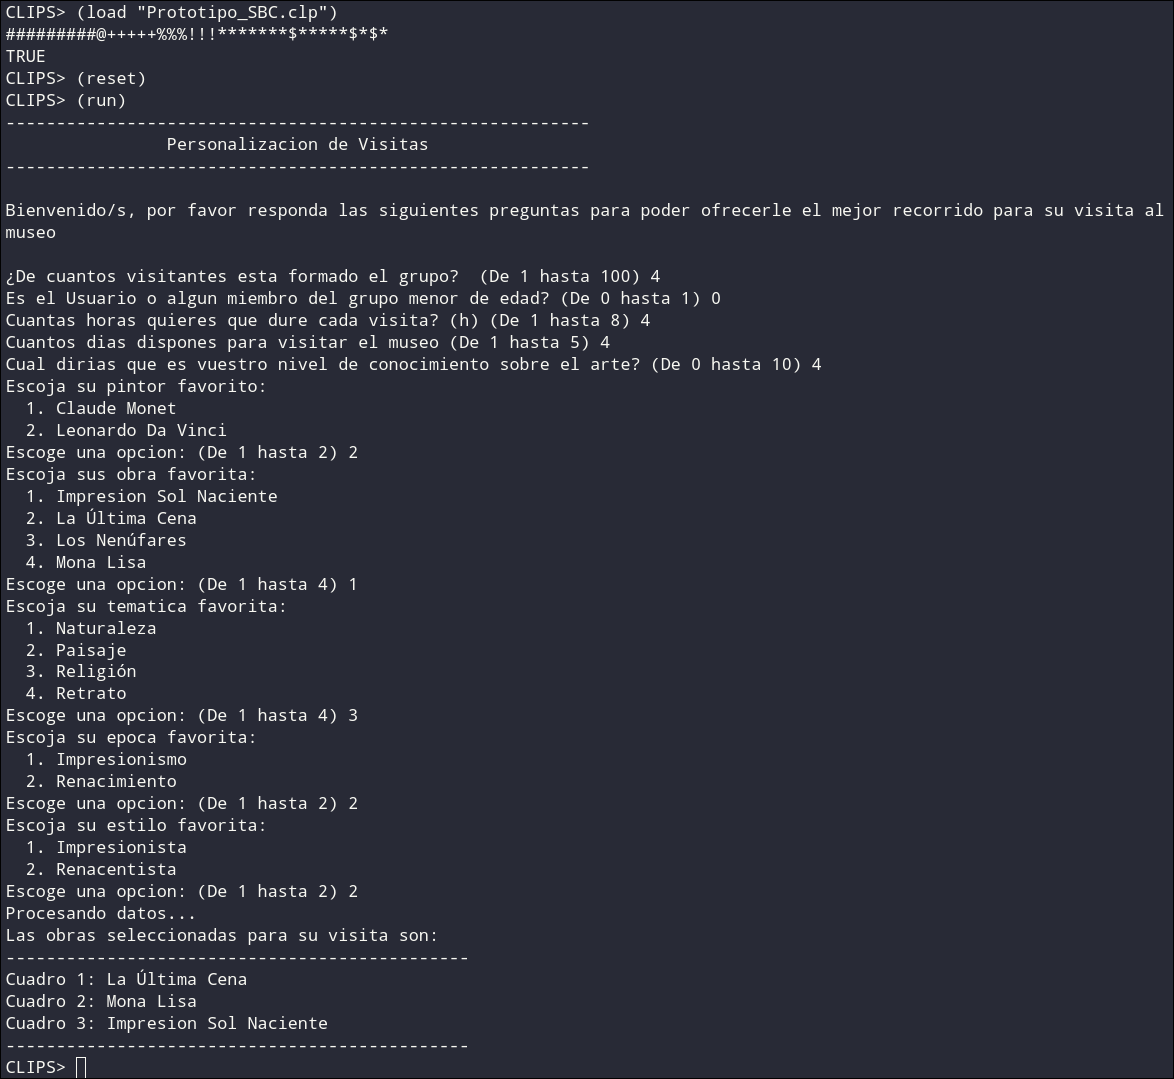 CLIPS> (load "Prototipo_SBC.clp")
#########@+++++%%%!!!*******$*****$*$*
TRUE
CLIPS> (reset)
CLIPS> (run)
----------------------------------------------------------
Personalizacion de Visitas
----------------------------------------------------------
Bienvenido/s, por favor responda las siguientes preguntas para poder ofrecerle el mejor recorrido para su visita al
museo
¿De cuantos visitantes esta formado el grupo?  (De 1 hasta 100) 4
Es el Usuario o algun miembro del grupo menor de edad? (De 0 hasta 1) 0
Cuantas horas quieres que dure cada visita? (h) (De 1 hasta 8) 4
Cuantos dias dispones para visitar el museo (De 1 hasta 5) 4
Cual dirias que es vuestro nivel de conocimiento sobre el arte? (De 0 hasta 10) 4
Escoja su pintor favorito:
  1. Claude Monet
  2. Leonardo Da Vinci
Escoge una opcion: (De 1 hasta 2) 2
Escoja sus obra favorita:
  1. Impresion Sol Naciente
  2. La Última Cena
  3. Los Nenúfares
  4. Mona Lisa
Escoge una opcion: (De 1 hasta 4) 1
Escoja su tematica favorita:
  1. Naturaleza
  2. Paisaje
  3. Religión
  4. Retrato
Escoge una opcion: (De 1 hasta 4) 3
Escoja su epoca favorita:
  1. Impresionismo
  2. Renacimiento
Escoge una opcion: (De 1 hasta 2) 2
Escoja su estilo favorita:
  1. Impresionista
  2. Renacentista
Escoge una opcion: (De 1 hasta 2) 2
Procesando datos...
Las obras seleccionadas para su visita son:
----------------------------------------------
Cuadro 1: La Última Cena
Cuadro 2: Mona Lisa
Cuadro 3: Impresion Sol Naciente
----------------------------------------------
CLIPS>